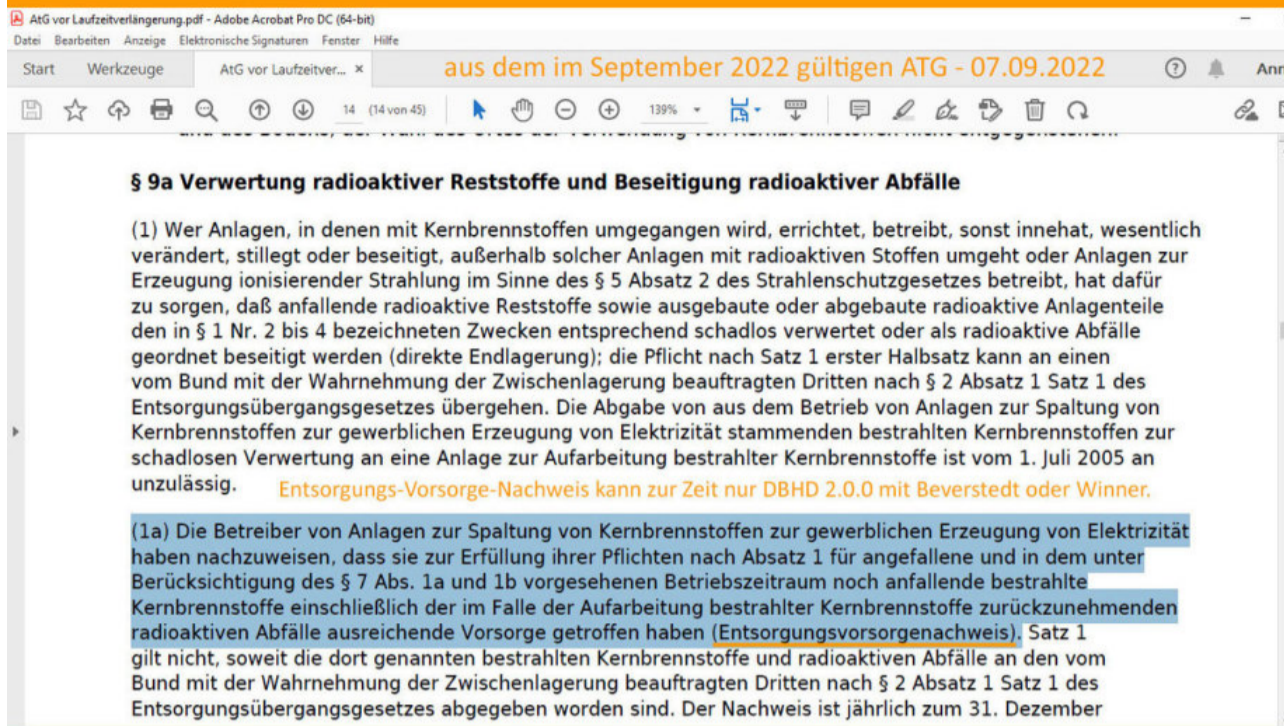 AtG vor Laufzeitverlängerung.pdf - Adobe Acrobat Pro DC (64-bit)
Datei Bearbeiten Anzeige Elektronische Signaturen Fenster Hilfe
Start Werkzeuge AtG vor Laufzeitver... × aus dem im September 2022 gültigen ATG - 07.09.2022 Anr
14 (14 von 45) 139%
und des Bodens, der Wahl des Ortes der Verwendung von Kernbrennstoffen nicht entgegenstehen.
§ 9a Verwertung radioaktiver Reststoffe und Beseitigung radioaktiver Abfälle
(1) Wer Anlagen, in denen mit Kernbrennstoffen umgegangen wird, errichtet, betreibt, sonst innehat, wesentlich
verändert, stillegt oder beseitigt, außerhalb solcher Anlagen mit radioaktiven Stoffen umgeht oder Anlagen zur
Erzeugung ionisierender Strahlung im Sinne des § 5 Absatz 2 des Strahlenschutzgesetzes betreibt, hat dafür
zu sorgen, daß anfallende radioaktive Reststoffe sowie ausgebaute oder abgebaute radioaktive Anlagenteile
den in § 1 Nr. 2 bis 4 bezeichneten Zwecken entsprechend schadlos verwertet oder als radioaktive Abfälle
geordnet beseitigt werden (direkte Endlagerung); die Pflicht nach Satz 1 erster Halbsatz kann an einen
vom Bund mit der Wahrnehmung der Zwischenlagerung beauftragten Dritten nach § 2 Absatz 1 Satz 1 des
Entsorgungsübergangsgesetzes übergehen. Die Abgabe von aus dem Betrieb von Anlagen zur Spaltung von
Kernbrennstoffen zur gewerblichen Erzeugung von Elektrizität stammenden bestrahlten Kernbrennstoffen zur
schadlosen Verwertung an eine Anlage zur Aufarbeitung bestrahlter Kernbrennstoffe ist vom 1. Juli 2005 an
unzulässig. Entsorgungs-Vorsorge-Nachweis kann zur Zeit nur DBHD 2.0.0 mit Beverstedt oder Winner.
(1a) Die Betreiber von Anlagen zur Spaltung von Kernbrennstoffen zur gewerblichen Erzeugung von Elektrizität
haben nachzuweisen, dass sie zur Erfüllung ihrer Pflichten nach Absatz 1 für angefallene und in dem unter
Berücksichtigung des § 7 Abs. 1a und 1b vorgesehenen Betriebszeitraum noch anfallende bestrahlte
Kernbrennstoffe einschließlich der im Falle der Aufarbeitung bestrahlter Kernbrennstoffe zurückzunehmenden
radioaktiven Abfälle ausreichende Vorsorge getroffen haben (Entsorgungsvorsorgenachweis). Satz 1
gilt nicht, soweit die dort genannten bestrahlten Kernbrennstoffe und radioaktiven Abfälle an den vom
Bund mit der Wahrnehmung der Zwischenlagerung beauftragten Dritten nach § 2 Absatz 1 Satz 1 des
Entsorgungsübergangsgesetzes abgegeben worden sind. Der Nachweis ist jährlich zum 31. Dezember